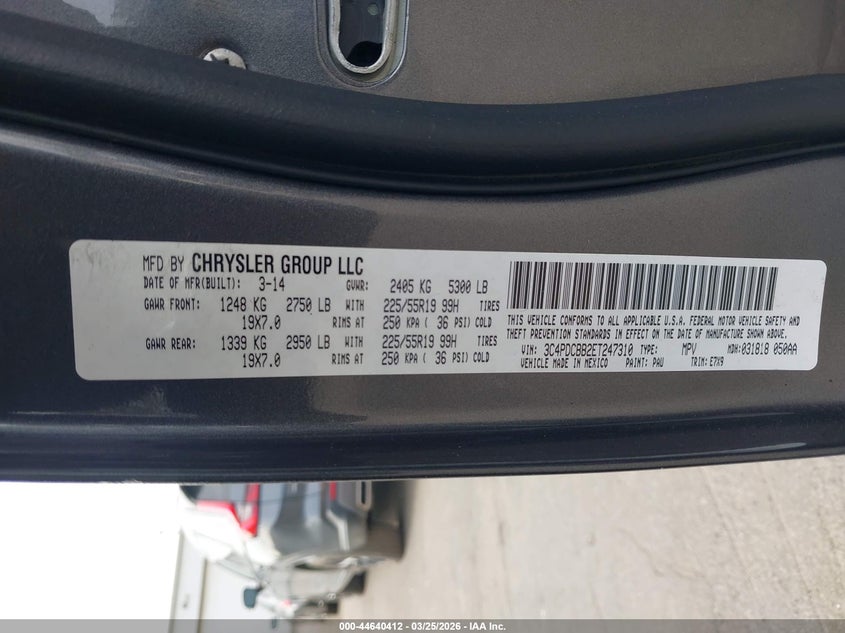 MFD BY CHRYSLER GROUP LLC
DATE OF MFR(BUILT): 3-14 GVWR: 2405 KG 5300 LB
GAWR FRONT: 1248 KG 2750 LB WITH 225/55R19 99H TIRES
19X7.0 RIMS AT 250 KPA ( 36 PSI) COLD
GAWR REAR: 1339 KG 2950 LB WITH 225/55R19 99H TIRES
19X7.0 RIMS AT 250 KPA ( 36 PSI) COLD
THIS VEHICLE CONFORMS TO ALL APPLICABLE U.S.A. FEDERAL MOTOR VEHICLE SAFETY AND
THEFT PREVENTION STANDARDS IN EFFECT ON THE DATE OF MANUFACTURE SHOWN ABOVE.
VIN: 3C4PDCBB2ET247310 TYPE: MPV MDH: 031818 050AA
VEHICLE MADE IN MEXICO PAINT: PAU TRIM: E7X9
000-44640412 - 03/25/2026 - IAA Inc.